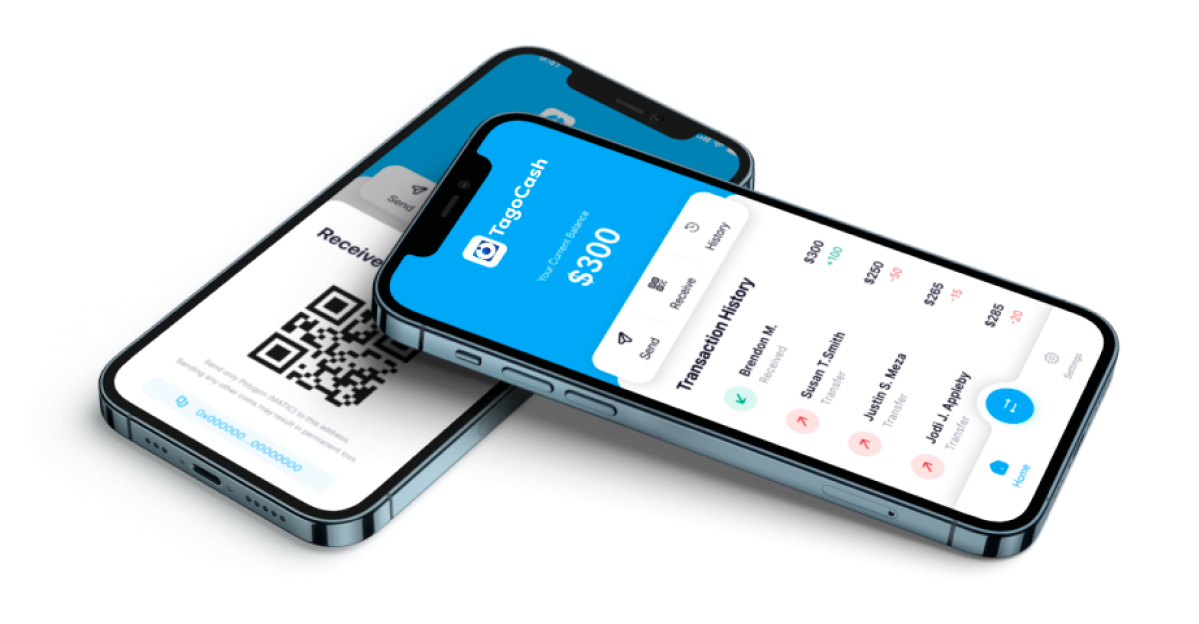 9:41
Send
Receive
Send only Polygon (MATIC) to this address.
Sending any other coins may result in permanent loss.
0x000000...00000000
TagoCash
Your Current Balance
$300
Send
Receive
History
Transaction History
Brendon M.
Received
$300
+100
Susan T.Smith
Transfer
$250
-50
Justin S. Meza
Transfer
$265
-15
Jodi J. Appleby
Transfer
$285
-20
Home
Settings